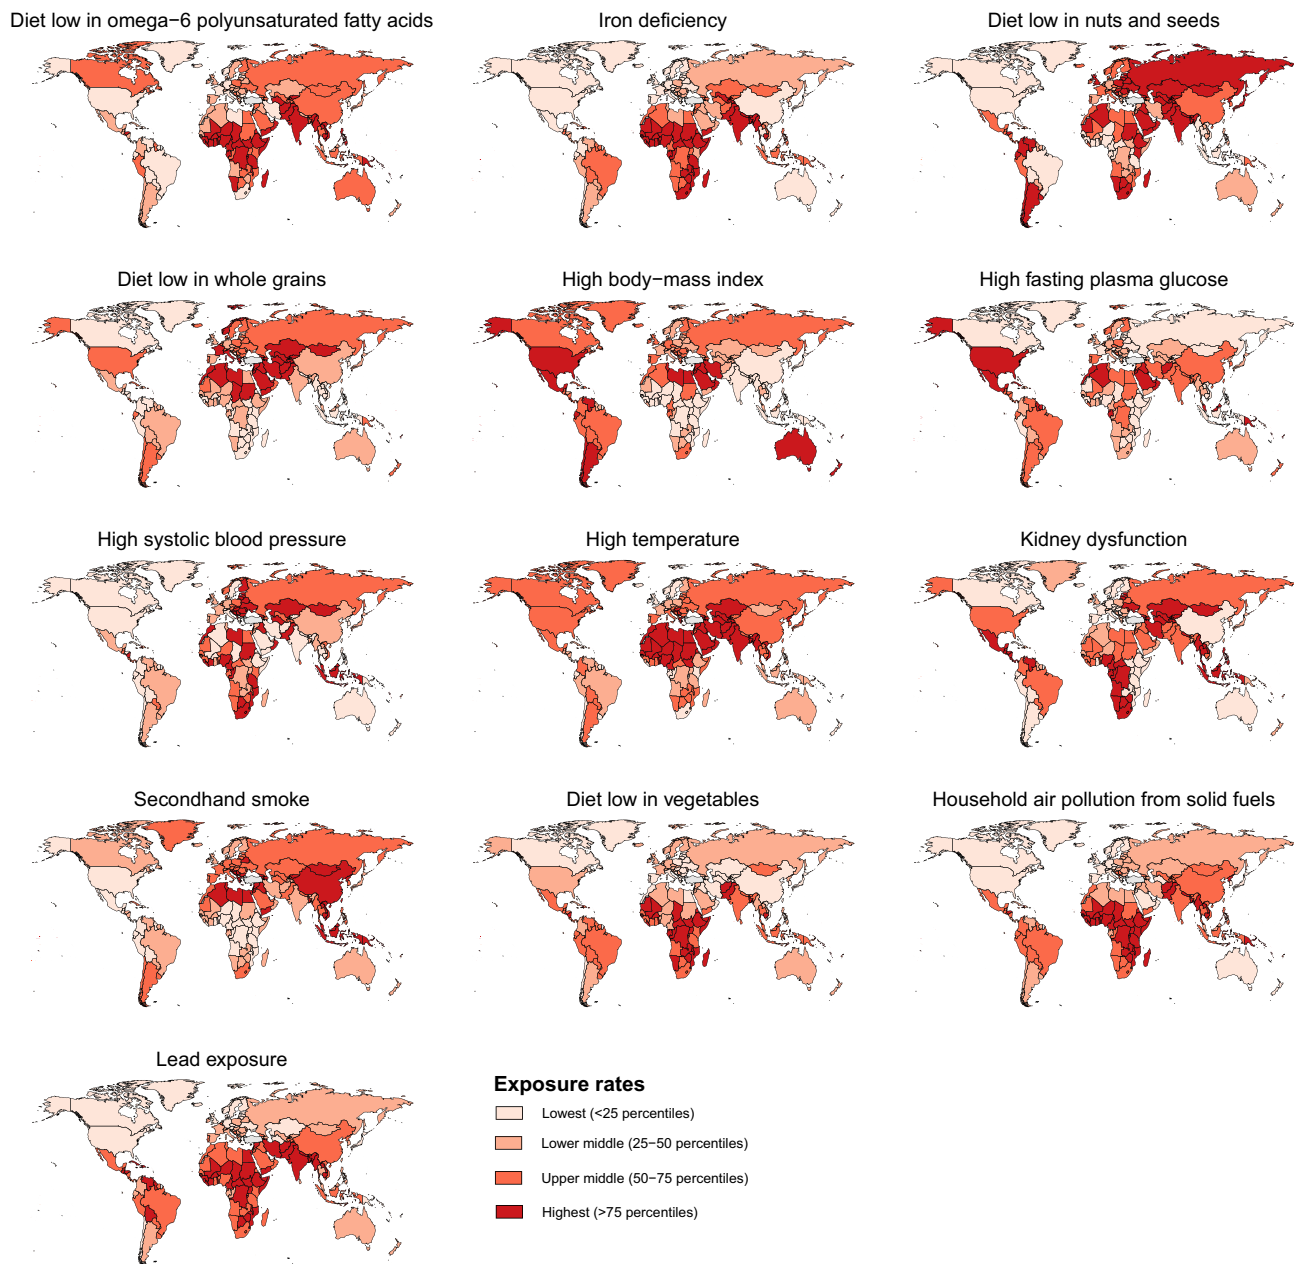 Diet low in omega−6 polyunsaturated fatty acids
Iron deficiency
Diet low in nuts and seeds
Diet low in whole grains
High body−mass index
High fasting plasma glucose
High systolic blood pressure
High temperature
Kidney dysfunction
Secondhand smoke
Diet low in vegetables
Household air pollution from solid fuels
Lead exposure
Exposure rates
Lowest (<25 percentiles)
Lower middle (25−50 percentiles)
Upper middle (50−75 percentiles)
Highest (>75 percentiles)